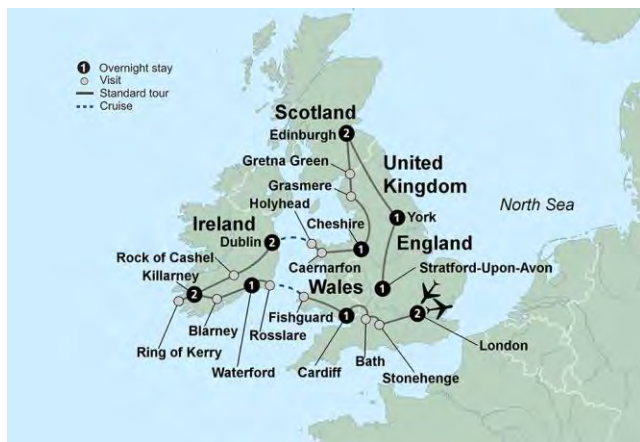 1 Overnight stay
Visit
Standard tour
Cruise
Scotland
2
Edinburgh
Gretna Green
United
Kingdom
Grasmere
North Sea
Holyhead
Cheshire
1
York
1
Ireland
Dublin
2
England
Caernarfon
Rock of Cashel
Stratford-Upon-Avon
1
Killarney
2
Wales
1
Fishguard
1
2
Blarney
Rosslare
London
Ring of Kerry
Bath
Waterford
Cardiff
Stonehenge